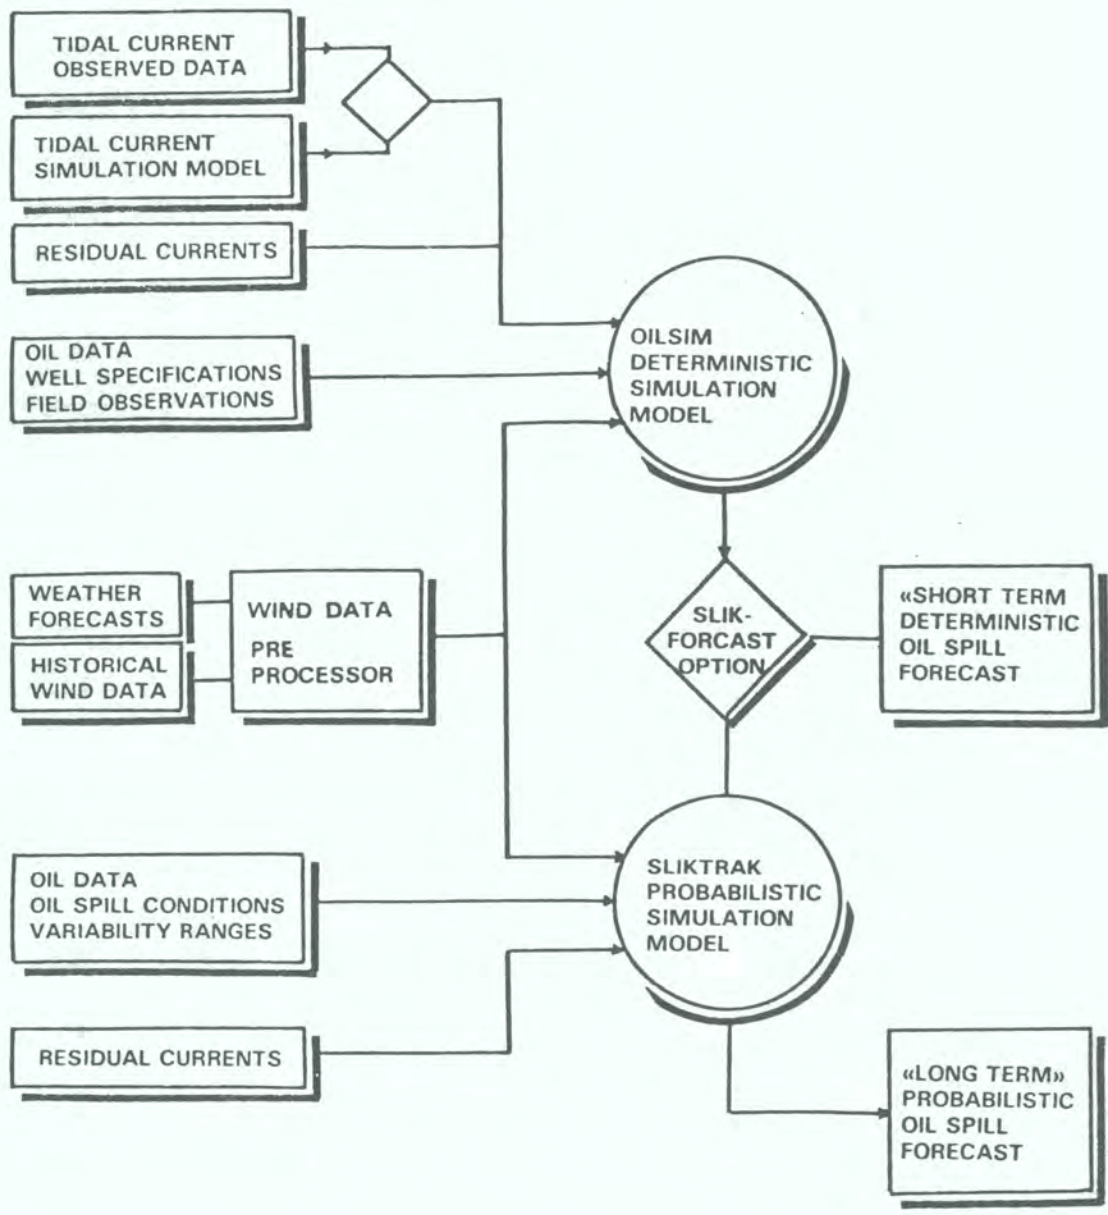 TIDAL CURRENT
OBSERVED DATA
TIDAL CURRENT
SIMULATION MODEL
RESIDUAL CURRENTS
OIL DATA
WELL SPECIFICATIONS
FIELD OBSERVATIONS
OILSIM
DETERMINISTIC
SIMULATION
MODEL
WEATHER
FORECASTS
HISTORICAL
WIND DATA
WIND DATA
PRE
PROCESSOR
SLIK-
FORCAST
OPTION
«SHORT TERM
DETERMINISTIC
OIL SPILL
FORECAST
OIL DATA
OIL SPILL CONDITIONS
VARIABILITY RANGES
SLIKTRAK
PROBABILISTIC
SIMULATION
MODEL
RESIDUAL CURRENTS
«LONG TERM»
PROBABILISTIC
OIL SPILL
FORECAST